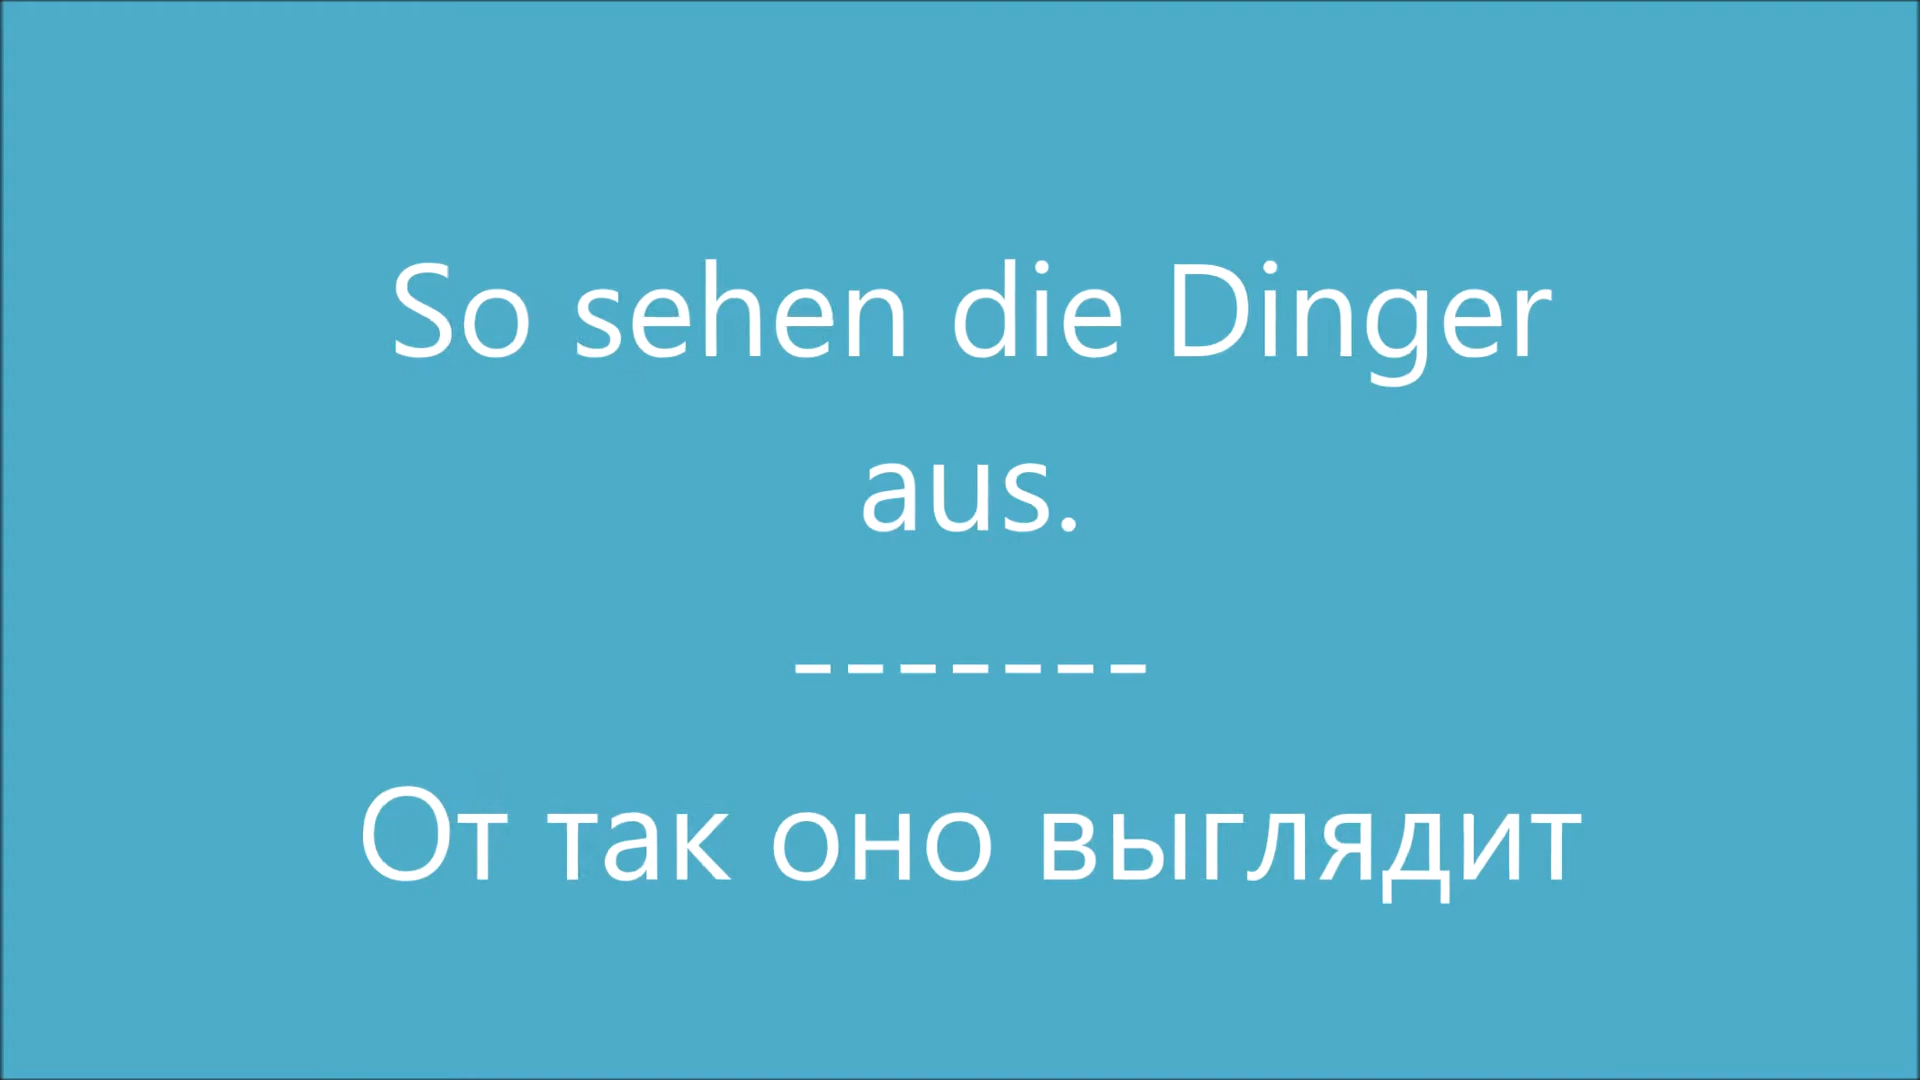 So sehen die Dinger
aus.
-------
От так оно выглядит